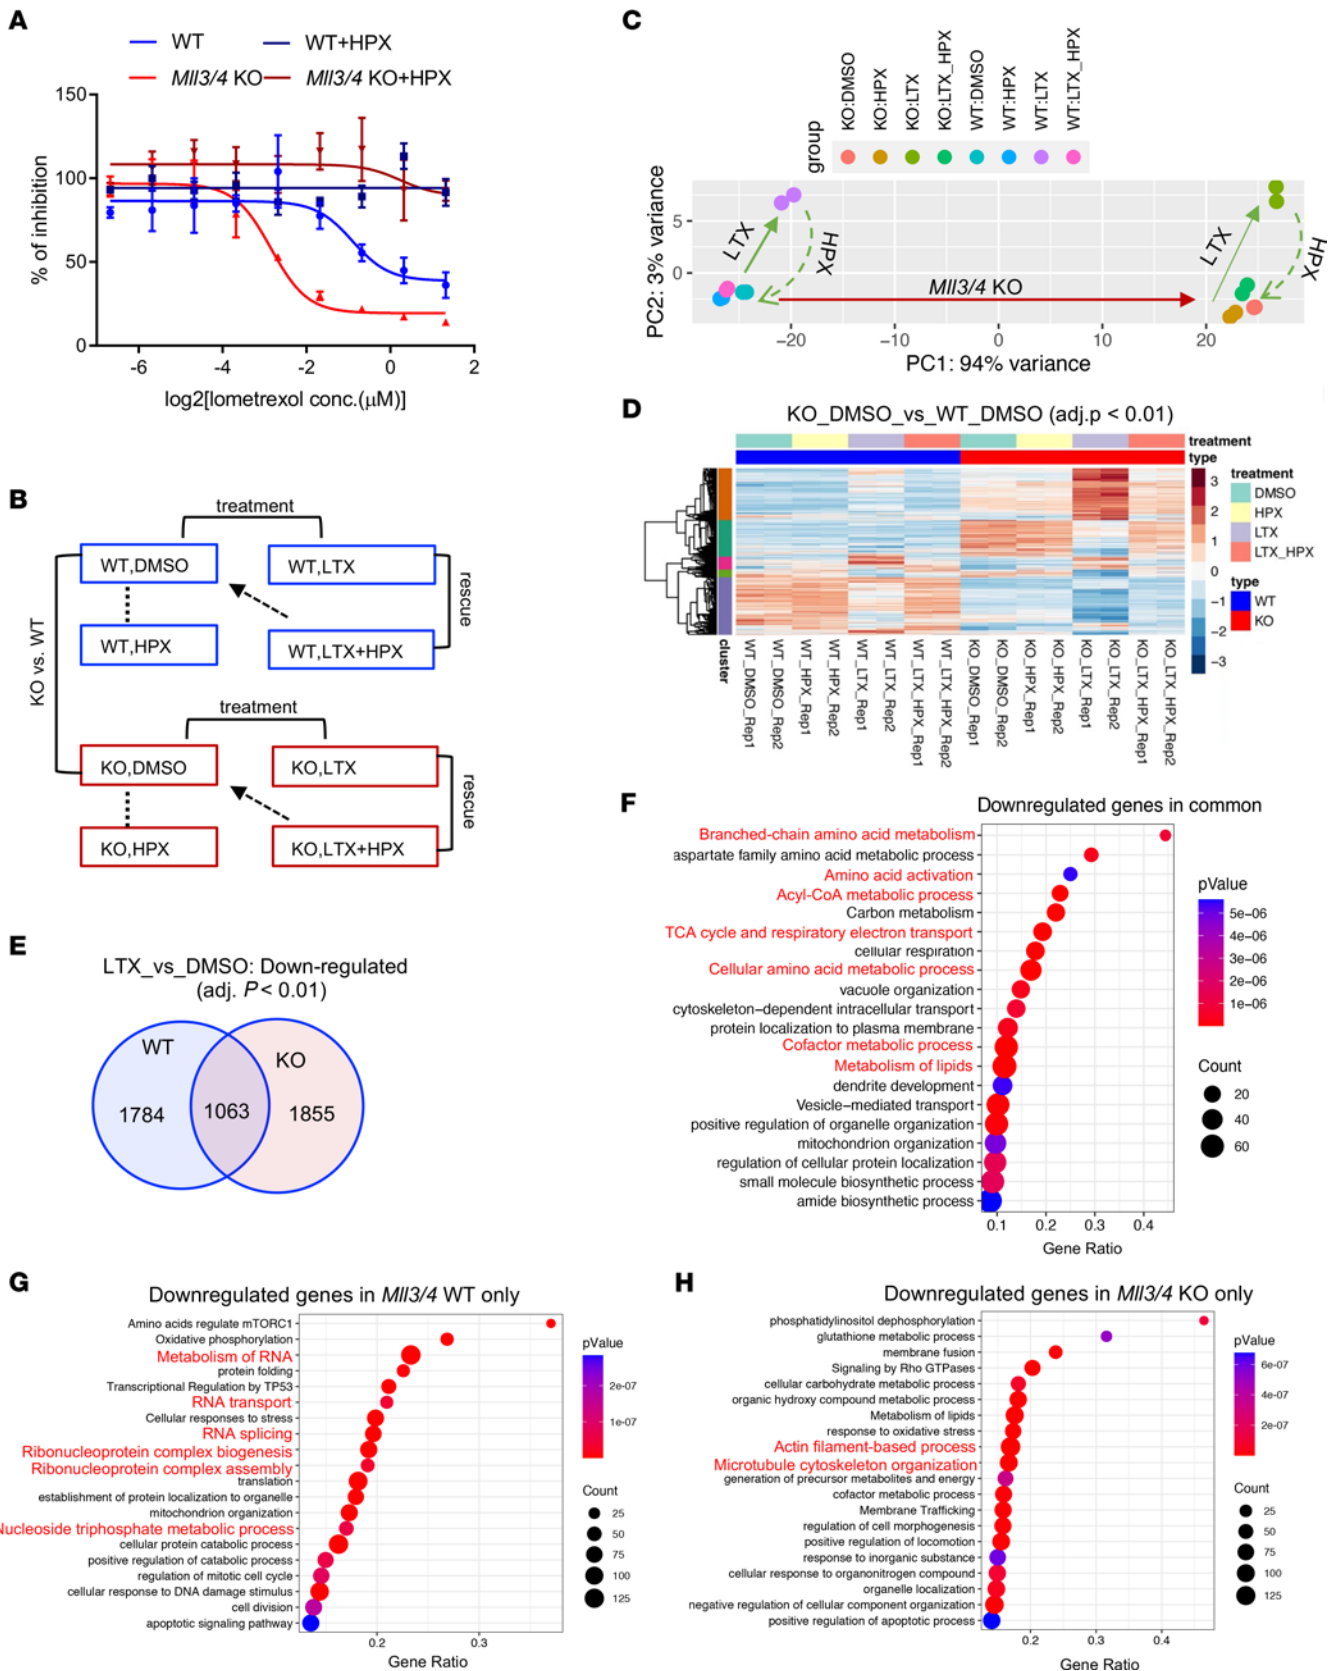 A
WT
WT+HPX
Mll3/4 KO
Mll3/4 KO+HPX
% of inhibition
150
100
50
0
-6
-4
-2
0
2
log2[lometrexol conc.(μM)]
B
treatment
WT,DMSO
WT,LTX
WT,HPX
WT,LTX+HPX
rescue
KO vs. WT
treatment
KO,DMSO
KO,LTX
KO,HPX
KO,LTX+HPX
rescue
C
group
KO:DMSO
KO:HPX
KO:LTX
KO:LTX_HPX
WT:DMSO
WT:HPX
WT:LTX
WT:LTX_HPX
PC2: 3% variance
5
0
LTX
HPX
Mll3/4 KO
LTX
HPX
−20
−10
0
10
20
PC1: 94% variance
D
KO_DMSO_vs_WT_DMSO (adj.p < 0.01)
treatment
type
3
2
1
0
−1
−2
−3
treatment
DMSO
HPX
LTX
LTX_HPX
type
WT
KO
cluster
WT_DMSO_Rep1
WT_DMSO_Rep2
WT_HPX_Rep1
WT_HPX_Rep2
WT_LTX_Rep1
WT_LTX_Rep2
WT_LTX_HPX_Rep1
WT_LTX_HPX_Rep2
KO_DMSO_Rep1
KO_DMSO_Rep2
KO_HPX_Rep1
KO_HPX_Rep2
KO_LTX_Rep1
KO_LTX_Rep2
KO_LTX_HPX_Rep1
KO_LTX_HPX_Rep2
E
LTX_vs_DMSO: Down-regulated
(adj. P < 0.01)
WT
KO
1784
1063
1855
F
Downregulated genes in common
Branched-chain amino acid metabolism
aspartate family amino acid metabolic process
Amino acid activation
Acyl-CoA metabolic process
Carbon metabolism
TCA cycle and respiratory electron transport
cellular respiration
Cellular amino acid metabolic process
vacuole organization
cytoskeleton−dependent intracellular transport
protein localization to plasma membrane
Cofactor metabolic process
Metabolism of lipids
dendrite development
Vesicle−mediated transport
positive regulation of organelle organization
mitochondrion organization
regulation of cellular protein localization
small molecule biosynthetic process
amide biosynthetic process
0.1
0.2
0.3
0.4
Gene Ratio
pValue
5e−06
4e−06
3e−06
2e−06
1e−06
Count
20
40
60
G
Downregulated genes in Mll3/4 WT only
Amino acids regulate mTORC1
Oxidative phosphorylation
Metabolism of RNA
protein folding
Transcriptional Regulation by TP53
RNA transport
Cellular responses to stress
RNA splicing
Ribonucleoprotein complex biogenesis
Ribonucleoprotein complex assembly
translation
establishment of protein localization to organelle
mitochondrion organization
Nucleoside triphosphate metabolic process
cellular protein catabolic process
positive regulation of catabolic process
regulation of mitotic cell cycle
cellular response to DNA damage stimulus
cell division
apoptotic signaling pathway
0.2
0.3
Gene Ratio
pValue
2e−07
1e−07
Count
25
50
75
100
125
H
Downregulated genes in Mll3/4 KO only
phosphatidylinositol dephosphorylation
glutathione metabolic process
membrane fusion
Signaling by Rho GTPases
cellular carbohydrate metabolic process
organic hydroxy compound metabolic process
Metabolism of lipids
response to oxidative stress
Actin filament-based process
Microtubule cytoskeleton organization
generation of precursor metabolites and energy
cofactor metabolic process
Membrane Trafficking
regulation of cell morphogenesis
positive regulation of locomotion
response to inorganic substance
cellular response to organonitrogen compound
organelle localization
negative regulation of cellular component organization
positive regulation of apoptotic process
0.2
0.3
0.4
Gene Ratio
pValue
6e−07
4e−07
2e−07
Count
25
50
75
100
125